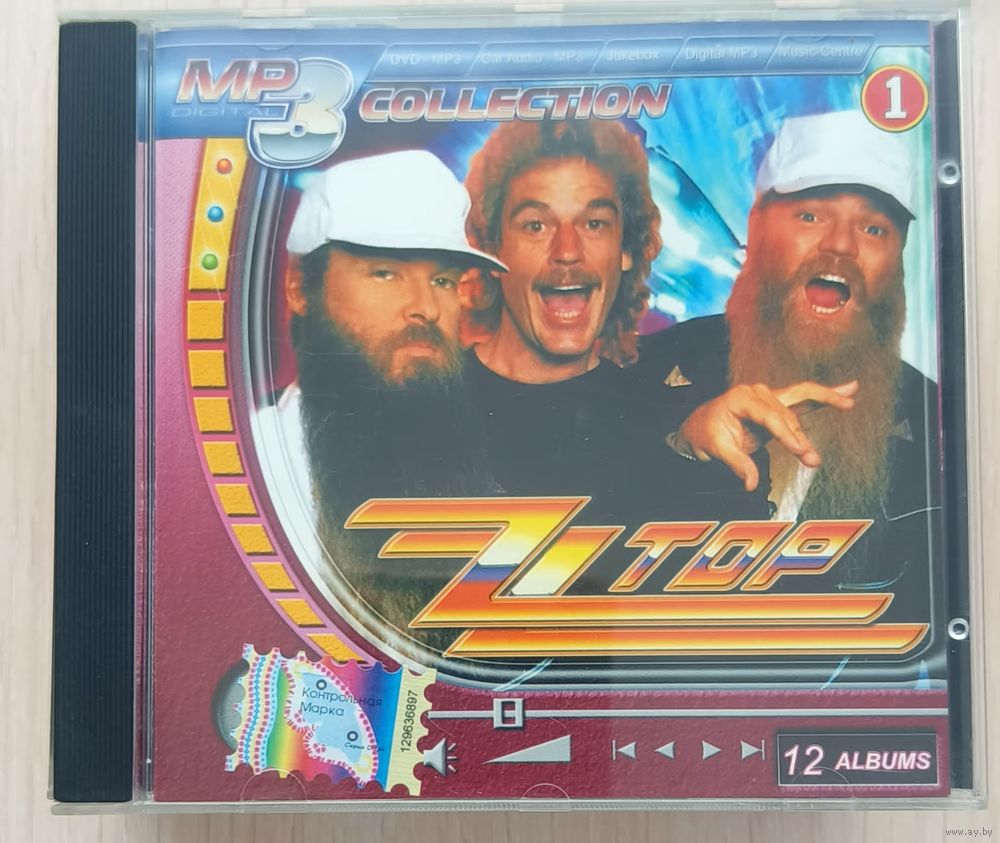 DVD - MP3 Car Audio MP3 Jukebox Digital MP3 Music-Centre
MP3 COLLECTION
DIGITAL
1
ZZ TOP
Контрольная
Марка
129636897
12 ALBUMS
www.ay.by